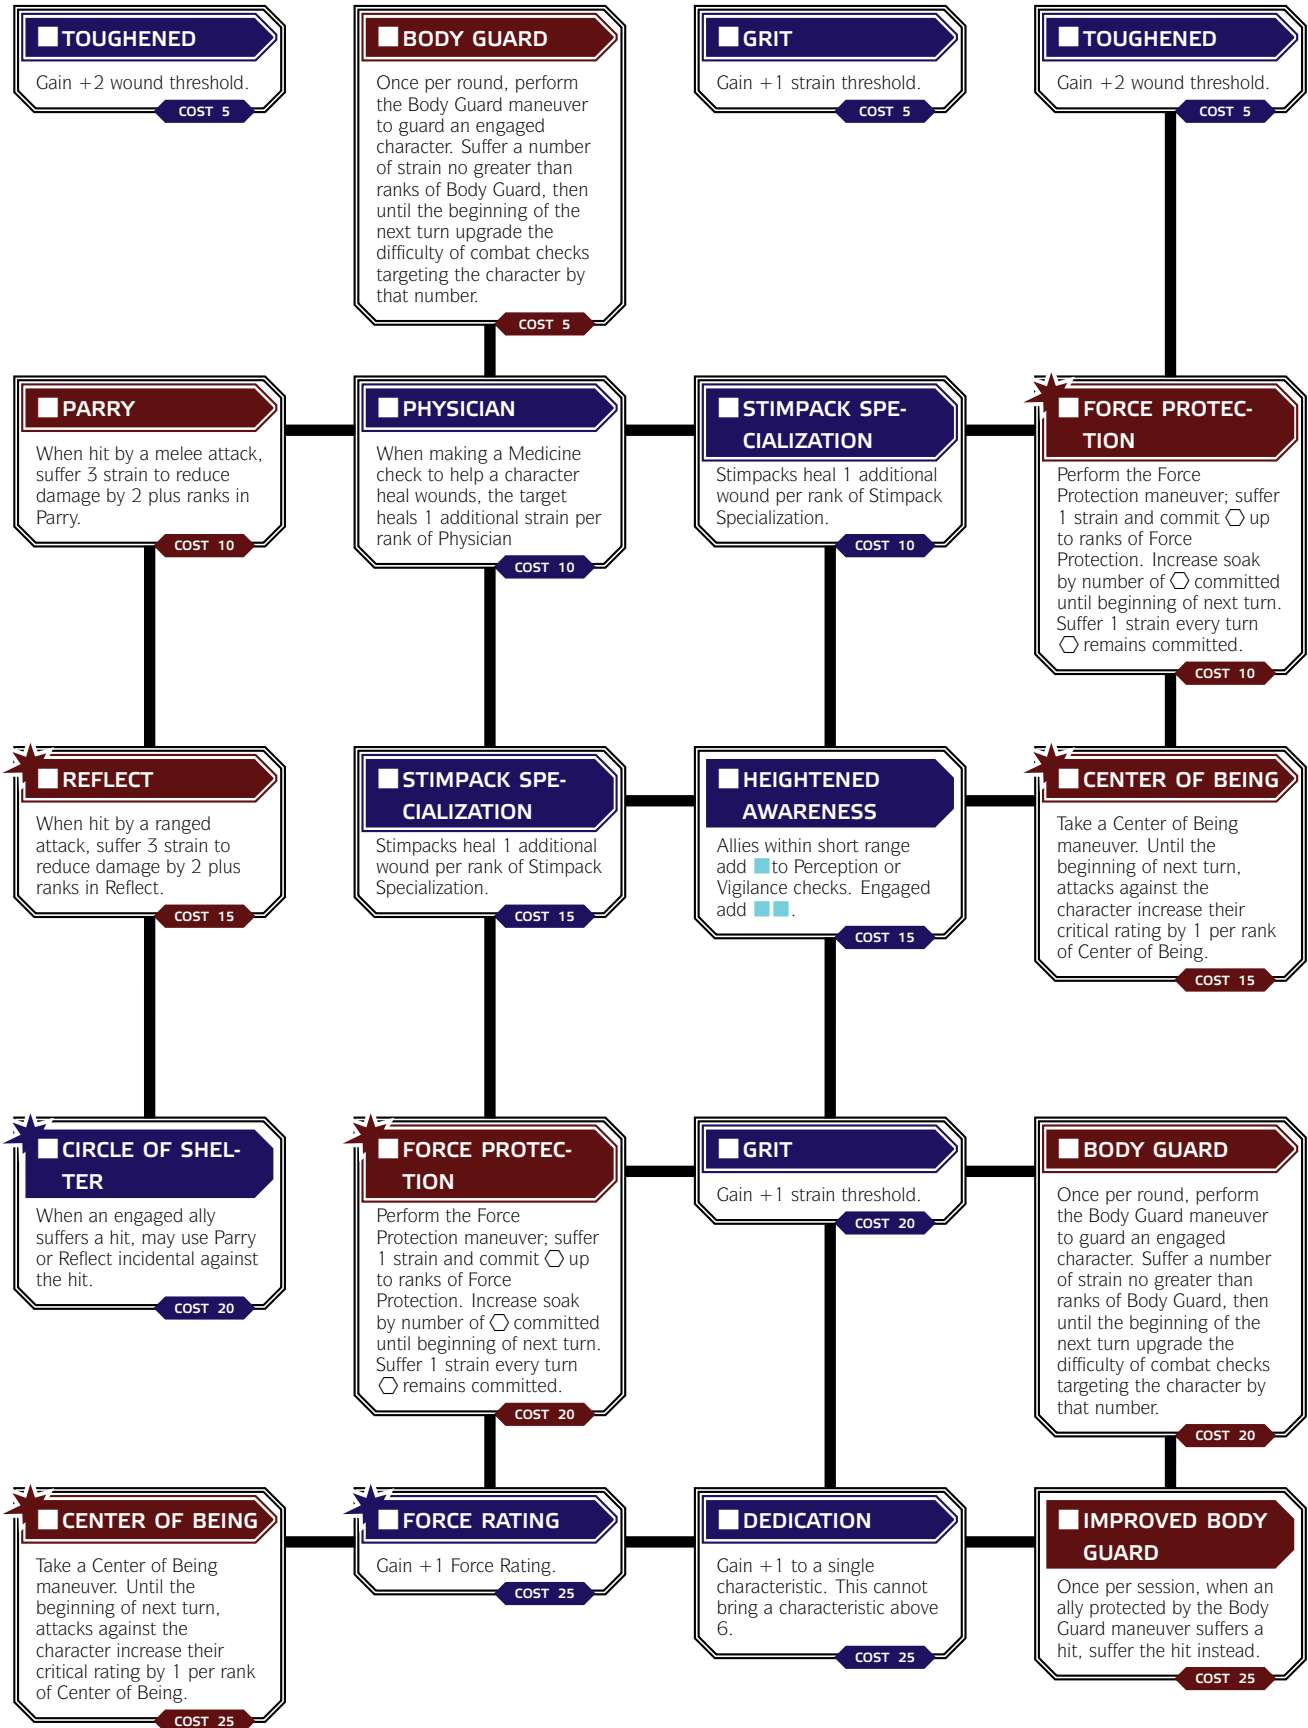 TOUGHENED
Gain +2 wound threshold.
COST 5
BODY GUARD
Once per round, perform
the Body Guard maneuver
to guard an engaged
character. Suffer a number
of strain no greater than
ranks of Body Guard, then
until the beginning of the
next turn upgrade the
difficulty of combat checks
targeting the character by
that number.
COST 5
GRIT
Gain +1 strain threshold.
COST 5
TOUGHENED
Gain +2 wound threshold.
COST 5
PARRY
When hit by a melee attack,
suffer 3 strain to reduce
damage by 2 plus ranks in
Parry.
COST 10
PHYSICIAN
When making a Medicine
check to help a character
heal wounds, the target
heals 1 additional strain per
rank of Physician
COST 10
STIMPACK SPE-
CIALIZATION
Stimpacks heal 1 additional
wound per rank of Stimpack
Specialization.
COST 10
FORCE PROTEC-
TION
Perform the Force
Protection maneuver; suffer
1 strain and commit up
to ranks of Force
Protection. Increase soak
by number of committed
until beginning of next turn.
Suffer 1 strain every turn
remains committed.
COST 10
REFLECT
When hit by a ranged
attack, suffer 3 strain to
reduce damage by 2 plus
ranks in Reflect.
COST 15
STIMPACK SPE-
CIALIZATION
Stimpacks heal 1 additional
wound per rank of Stimpack
Specialization.
COST 15
HEIGHTENED
AWARENESS
Allies within short range
add to Perception or
Vigilance checks. Engaged
add .
COST 15
CENTER OF BEING
Take a Center of Being
maneuver. Until the
beginning of next turn,
attacks against the
character increase their
critical rating by 1 per rank
of Center of Being.
COST 15
CIRCLE OF SHEL-
TER
When an engaged ally
suffers a hit, may use Parry
or Reflect incidental against
the hit.
COST 20
FORCE PROTEC-
TION
Perform the Force
Protection maneuver; suffer
1 strain and commit up
to ranks of Force
Protection. Increase soak
by number of committed
until beginning of next turn.
Suffer 1 strain every turn
remains committed.
COST 20
GRIT
Gain +1 strain threshold.
COST 20
BODY GUARD
Once per round, perform
the Body Guard maneuver
to guard an engaged
character. Suffer a number
of strain no greater than
ranks of Body Guard, then
until the beginning of the
next turn upgrade the
difficulty of combat checks
targeting the character by
that number.
COST 20
CENTER OF BEING
Take a Center of Being
maneuver. Until the
beginning of next turn,
attacks against the
character increase their
critical rating by 1 per rank
of Center of Being.
COST 25
FORCE RATING
Gain +1 Force Rating.
COST 25
DEDICATION
Gain +1 to a single
characteristic. This cannot
bring a characteristic above
6.
COST 25
IMPROVED BODY
GUARD
Once per session, when an
ally protected by the Body
Guard maneuver suffers a
hit, suffer the hit instead.
COST 25